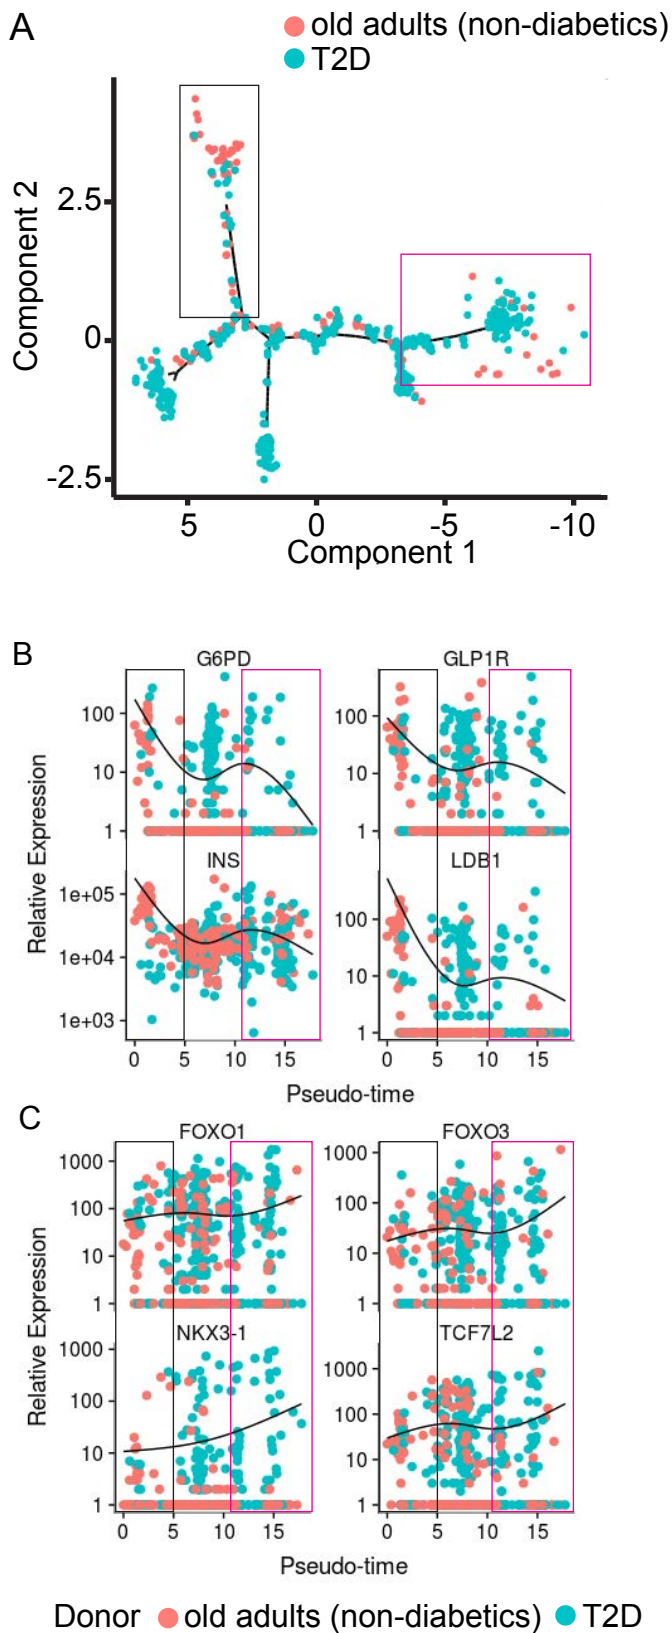 A
old adults (non-diabetics)
T2D
Component 2
2.5
0
-2.5
5 0 -5 -10
Component 1
B
G6PD GLP1R
Relative Expression
100 100
10 10
1 1
INS LDB1
1e+05 100
1e+04 10
1e+03 1
0 5 10 15 0 5 10 15
Pseudo-time
C
FOXO1 FOXO3
Relative Expression
1000 1000
100 100
10 10
1 1
NKX3-1 TCF7L2
1000 1000
100 100
10 10
1 1
0 5 10 15 0 5 10 15
Pseudo-time
Donor old adults (non-diabetics) T2D